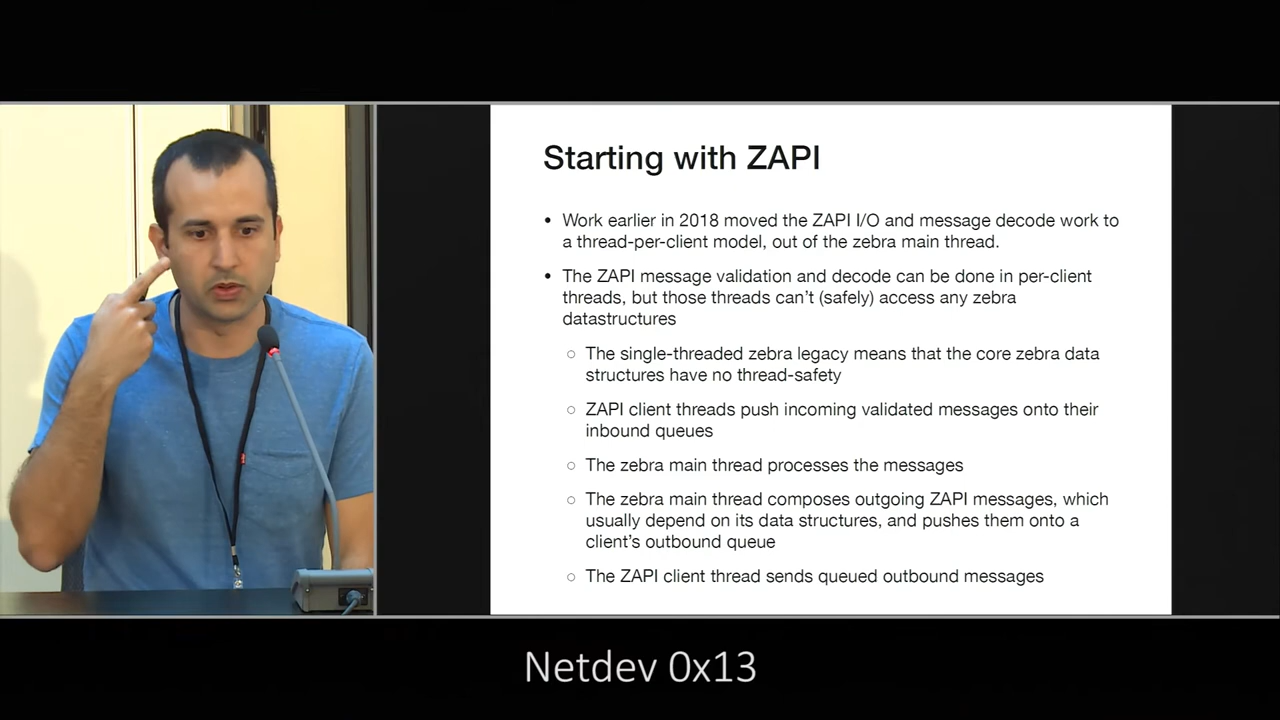 Starting with ZAPI
• Work earlier in 2018 moved the ZAPI I/O and message decode work to
a thread-per-client model, out of the zebra main thread.
• The ZAPI message validation and decode can be done in per-client
threads, but those threads can't (safely) access any zebra
datastructures
○ The single-threaded zebra legacy means that the core zebra data
structures have no thread-safety
○ ZAPI client threads push incoming validated messages onto their
inbound queues
○ The zebra main thread processes the messages
○ The zebra main thread composes outgoing ZAPI messages, which
usually depend on its data structures, and pushes them onto a
client's outbound queue
○ The ZAPI client thread sends queued outbound messages
Netdev 0x13